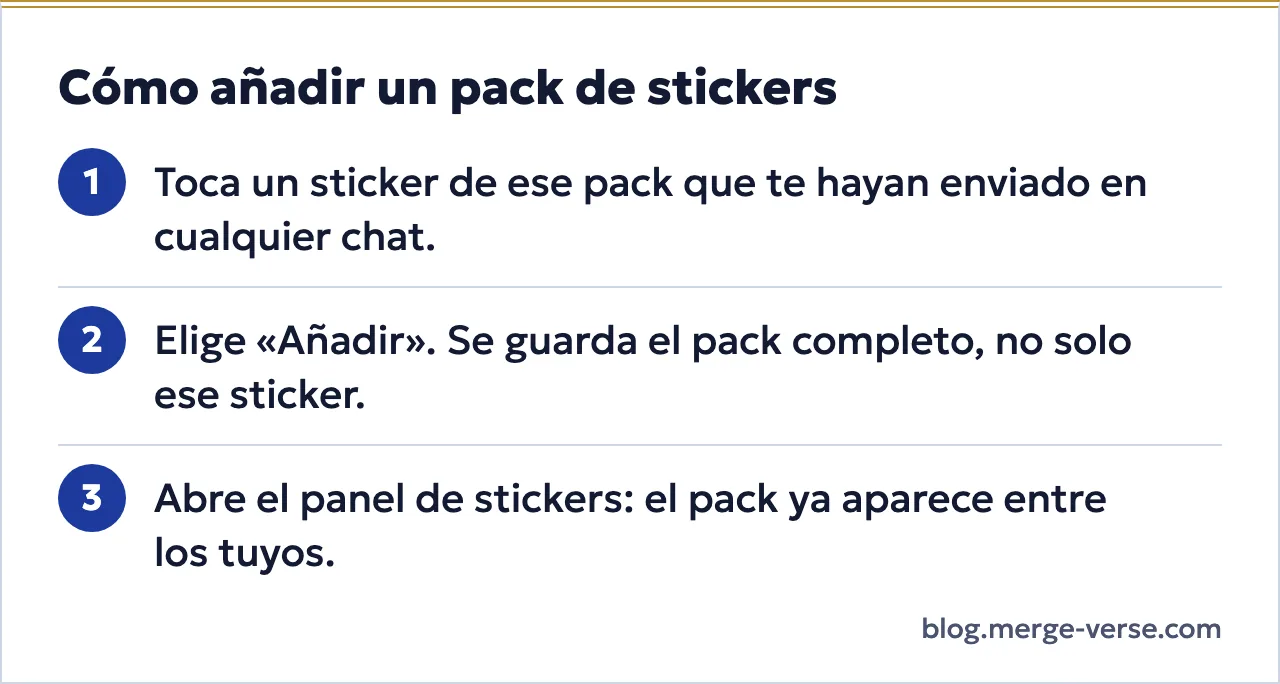 Cómo añadir un pack de stickers
1
Toca un sticker de ese pack que te hayan enviado en
cualquier chat.
2
Elige «Añadir». Se guarda el pack completo, no solo
ese sticker.
3
Abre el panel de stickers: el pack ya aparece entre
los tuyos.
blog.merge-verse.com